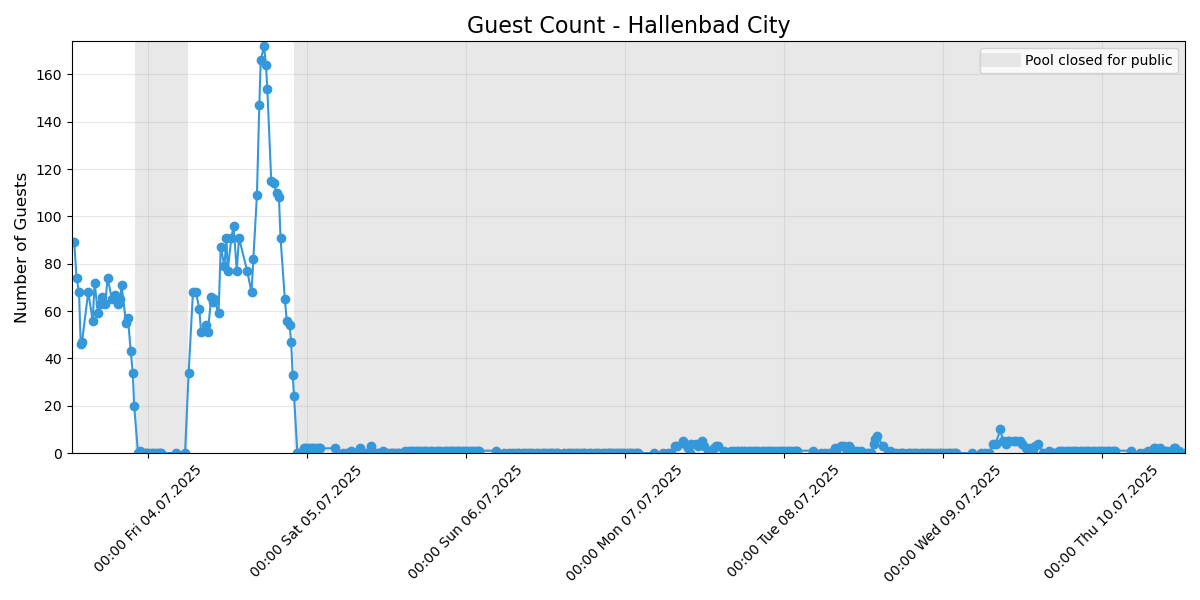 Guest Count - Hallenbad City
Pool closed for public
Number of Guests
160
140
120
100
80
60
40
20
0
00:00 Fri 04.07.2025
00:00 Sat 05.07.2025
00:00 Sun 06.07.2025
00:00 Mon 07.07.2025
00:00 Tue 08.07.2025
00:00 Wed 09.07.2025
00:00 Thu 10.07.2025